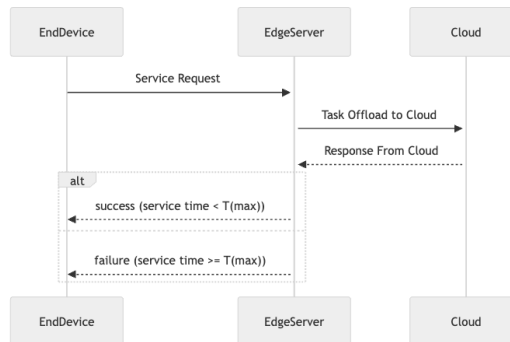 EndDevice
EdgeServer
Cloud
Service Request
Task Offload to Cloud
Response From Cloud
alt
success (service time < T(max))
failure (service time >= T(max))
EndDevice
EdgeServer
Cloud